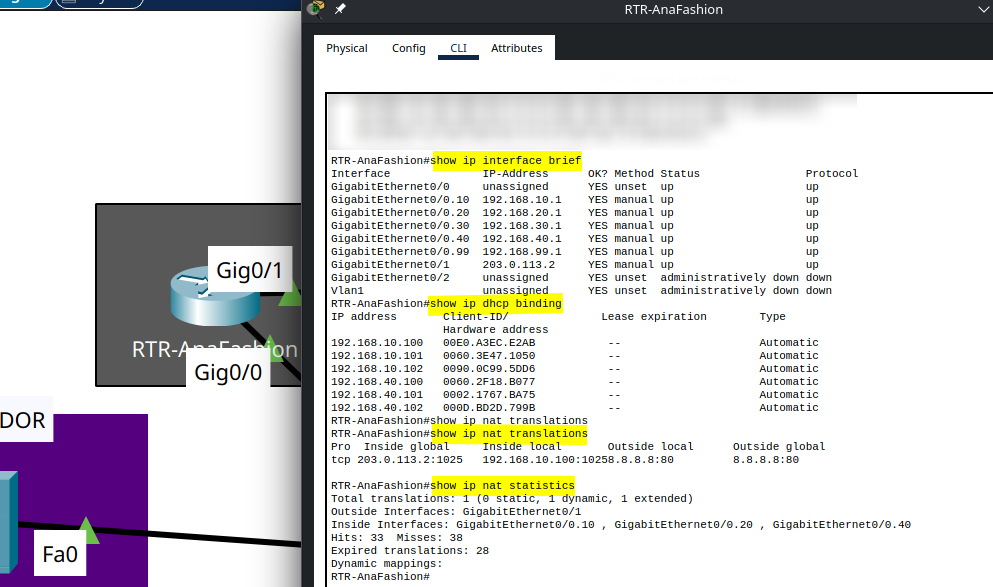 RTR-AnaFashion
Physical Config CLI Attributes
RTR-AnaFashion#show ip interface brief
Interface IP-Address OK? Method Status Protocol
GigabitEthernet0/0 unassigned YES unset up up
GigabitEthernet0/0.10 192.168.10.1 YES manual up up
GigabitEthernet0/0.20 192.168.20.1 YES manual up up
GigabitEthernet0/0.30 192.168.30.1 YES manual up up
GigabitEthernet0/0.40 192.168.40.1 YES manual up up
GigabitEthernet0/0.99 192.168.99.1 YES manual up up
GigabitEthernet0/1 203.0.113.2 YES manual up up
GigabitEthernet0/2 unassigned YES unset administratively down down
Vlan1 unassigned YES unset administratively down down
RTR-AnaFashion#show ip dhcp binding
IP address Client-ID/ Lease expiration Type
Hardware address
192.168.10.100 00E0.A3EC.E2AB -- Automatic
192.168.10.101 0060.3E47.1050 -- Automatic
192.168.10.102 0090.0C99.5DD6 -- Automatic
192.168.40.100 0060.2F18.B077 -- Automatic
192.168.40.101 0002.1767.BA75 -- Automatic
192.168.40.102 000D.BD2D.799B -- Automatic
RTR-AnaFashion#show ip nat translations
RTR-AnaFashion#show ip nat translations
Pro Inside global Inside local Outside local Outside global
tcp 203.0.113.2:1025 192.168.10.100:10258.8.8.8:80 8.8.8.8:80
RTR-AnaFashion#show ip nat statistics
Total translations: 1 (0 static, 1 dynamic, 1 extended)
Outside Interfaces: GigabitEthernet0/1
Inside Interfaces: GigabitEthernet0/0.10 , GigabitEthernet0/0.20 , GigabitEthernet0/0.40
Hits: 33 Misses: 38
Expired translations: 28
Dynamic mappings:
RTR-AnaFashion#
Gig0/1
RTR-AnaFashion
Gig0/0
DOR
Fa0